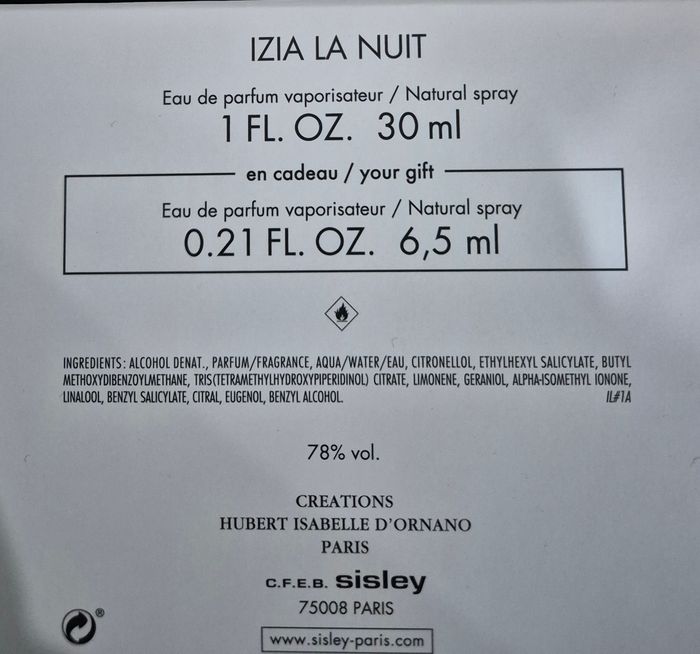 IZIA LA NUIT
Eau de parfum vaporisateur / Natural spray
1 FL. OZ. 30 ml
en cadeau / your gift
Eau de parfum vaporisateur / Natural spray
0.21 FL. OZ. 6,5 ml
INGREDIENTS: ALCOHOL DENAT., PARFUM/FRAGRANCE, AQUA/WATER/EAU, CITRONELLOL, ETHYLHEXYL SALICYLATE, BUTYL
METHOXYDIBENZOYLMETHANE, TRIS(TETRAMETHYLHYDROXYPIPERIDINOL) CITRATE, LIMONENE, GERANIOL, ALPHA-ISOMETHYL IONONE,
LINALOOL, BENZYL SALICYLATE, CITRAL, EUGENOL, BENZYL ALCOHOL. IL#1A
78% vol.
CREATIONS
HUBERT ISABELLE D'ORNANO
PARIS
C.F.E.B. sisley
75008 PARIS
®
www.sisley-paris.com